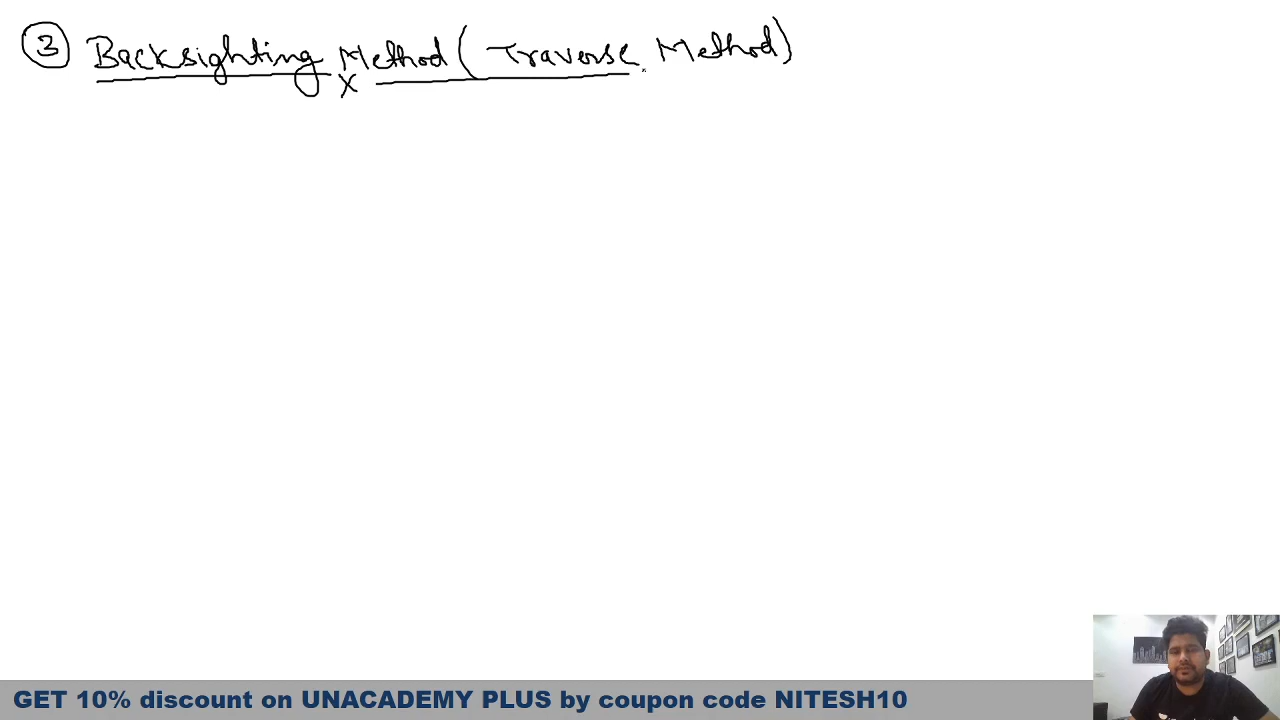 3 Backsighting Method (Traverse Method)
X
GET 10% discount on UNACADEMY PLUS by coupon code NITESH10